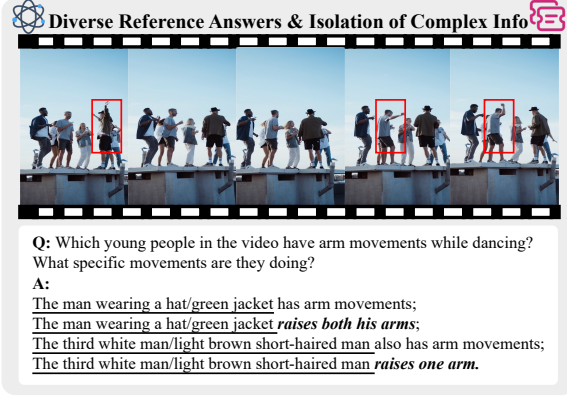 Diverse Reference Answers & Isolation of Complex Info
Q: Which young people in the video have arm movements while dancing?
What specific movements are they doing?
A:
The man wearing a hat/green jacket has arm movements;
The man wearing a hat/green jacket raises both his arms;
The third white man/light brown short-haired man also has arm movements;
The third white man/light brown short-haired man raises one arm.